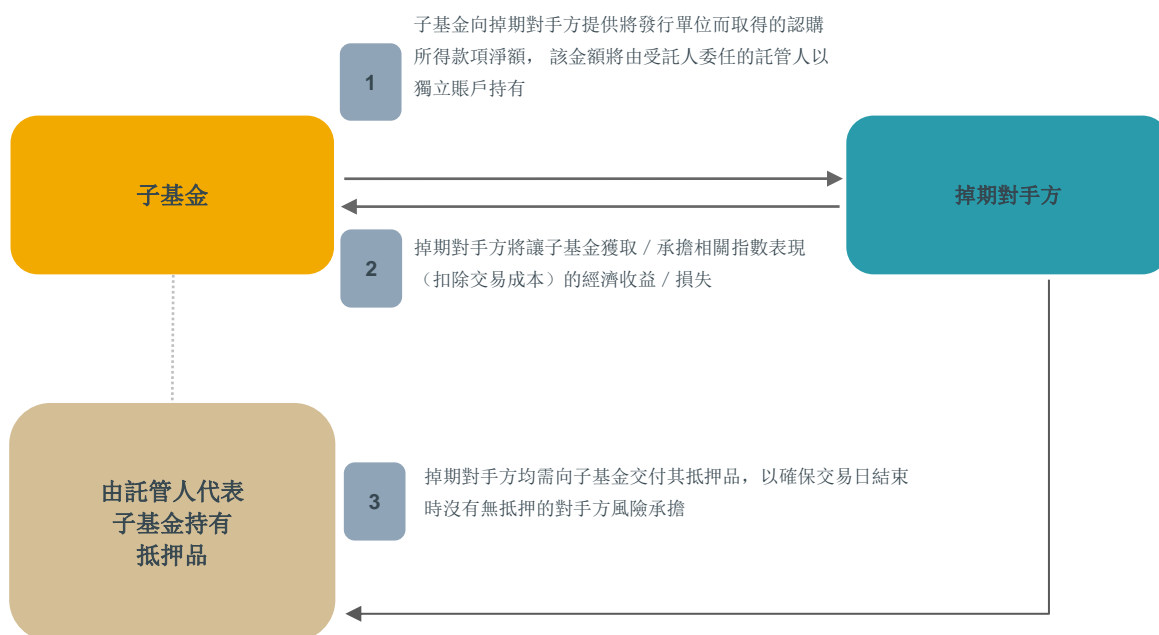 子基金向掉期對手方提供將發行單位而取得的認購
所得款項淨額， 該金額將由受託人委任的託管人以
獨立賬戶持有
1
子基金
掉期對手方
2
掉期對手方將讓子基金獲取 / 承擔相關指數表現
（扣除交易成本）的經濟收益 / 損失
由託管人代表
子基金持有
抵押品
3
掉期對手方均需向子基金交付其抵押品，以確保交易日結束
時沒有無抵押的對手方風險承擔